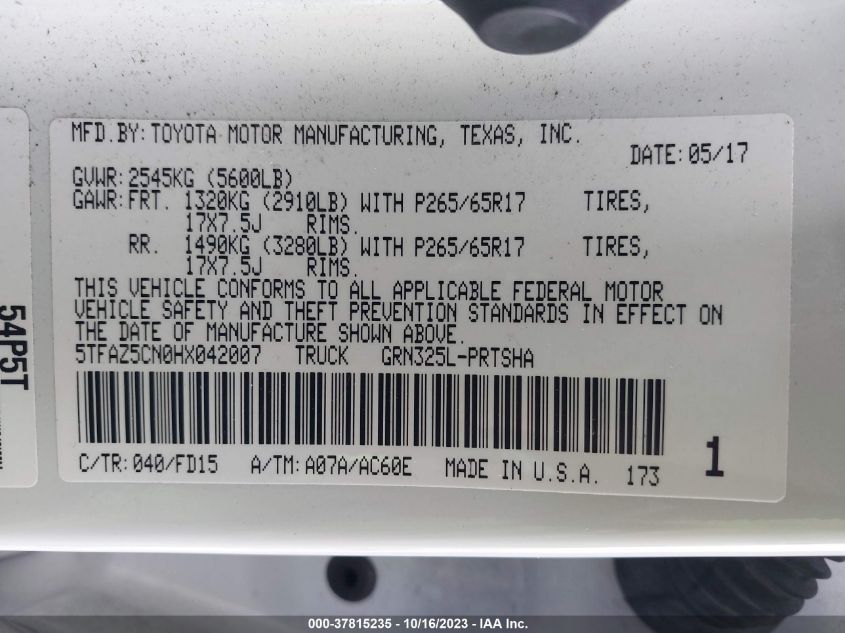 MFD.BY: TOYOTA MOTOR MANUFACTURING, TEXAS, INC.
DATE: 05/17
GVWR: 2545KG (5600LB)
GAWR: FRT. 1320KG (2910LB) WITH P265/65R17 TIRES,
17X7.5J RIMS.
RR. 1490KG (3280LB) WITH P265/65R17 TIRES,
17X7.5J RIMS.
THIS VEHICLE CONFORMS TO ALL APPLICABLE FEDERAL MOTOR
VEHICLE SAFETY AND THEFT PREVENTION STANDARDS IN EFFECT ON
THE DATE OF MANUFACTURE SHOWN ABOVE.
5TFAZ5CN0HX042007 TRUCK GRN325L-PRTSHA
C/TR: 040/FD15 A/TM: A07A/AC60E MADE IN U.S.A. 173 1
54P5T
000-37815235 - 10/16/2023 - IAAI.com